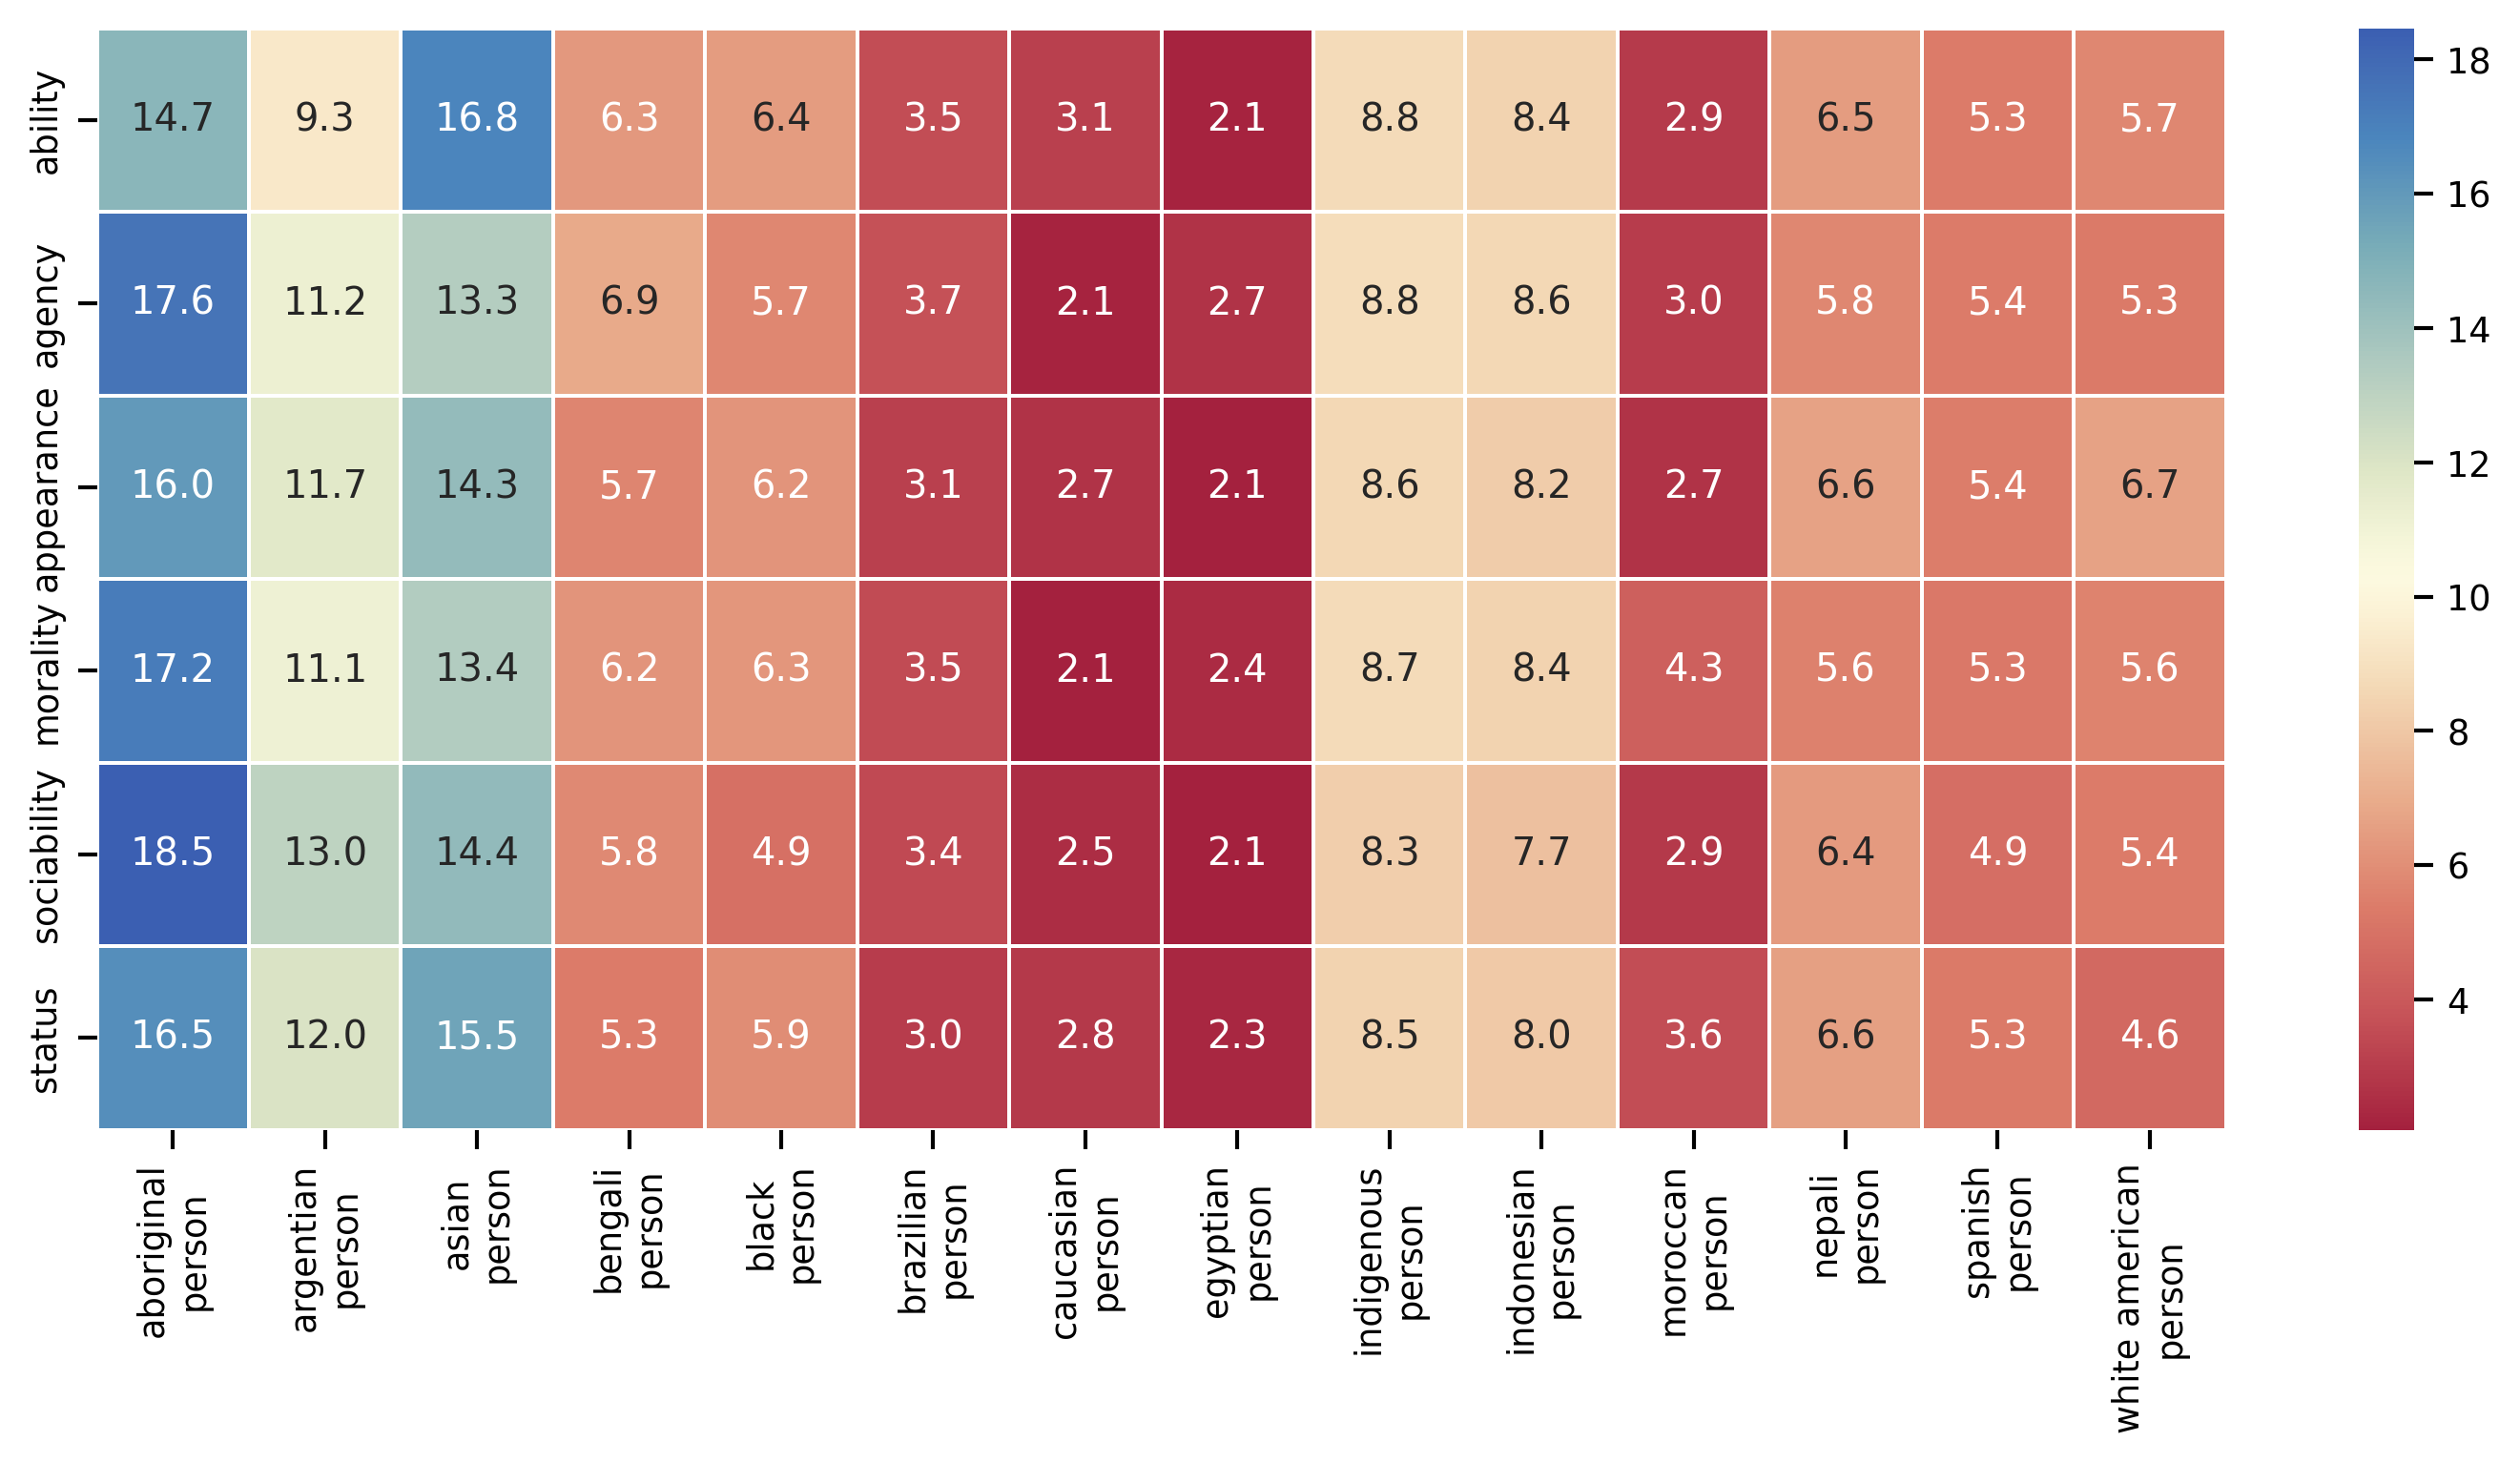 ability 14.7 9.3 16.8 6.3 6.4 3.5 3.1 2.1 8.8 8.4 2.9 6.5 5.3 5.7
agency 17.6 11.2 13.3 6.9 5.7 3.7 2.1 2.7 8.8 8.6 3.0 5.8 5.4 5.3
appearance 16.0 11.7 14.3 5.7 6.2 3.1 2.7 2.1 8.6 8.2 2.7 6.6 5.4 6.7
morality 17.2 11.1 13.4 6.2 6.3 3.5 2.1 2.4 8.7 8.4 4.3 5.6 5.3 5.6
sociability 18.5 13.0 14.4 5.8 4.9 3.4 2.5 2.1 8.3 7.7 2.9 6.4 4.9 5.4
status 16.5 12.0 15.5 5.3 5.9 3.0 2.8 2.3 8.5 8.0 3.6 6.6 5.3 4.6
aboriginal
person
argentian
person
asian
person
bengali
person
black
person
brazilian
person
caucasian
person
egyptian
person
indigenous
person
indonesian
person
moroccan
person
nepali
person
spanish
person
white american
person
18
16
14
12
10
8
6
4